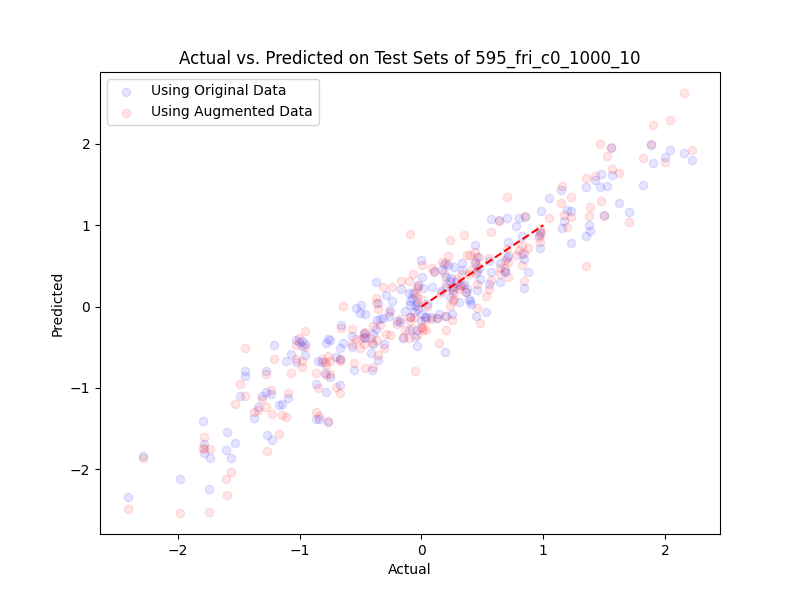 Actual vs. Predicted on Test Sets of 595_fri_c0_1000_10
Using Original Data
Using Augmented Data
2
1
0
−1
−2
Predicted
−2
−1
0
1
2
Actual